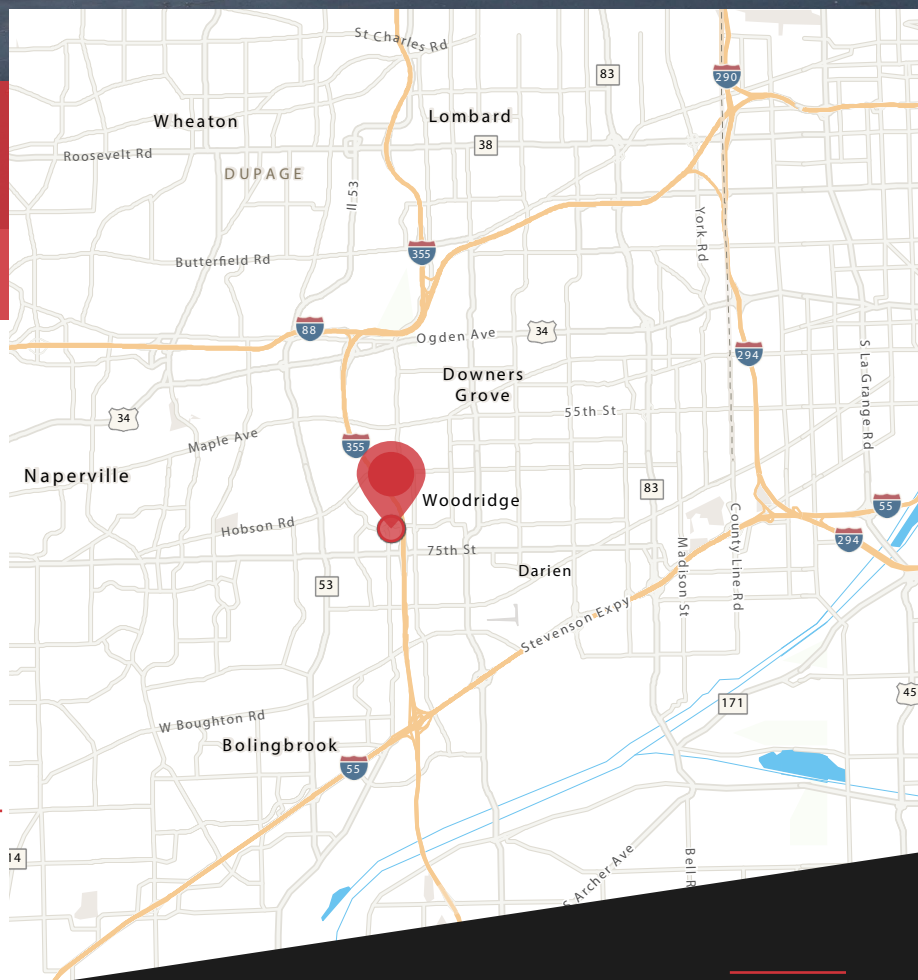 St Charles Rd
83
290
Wheaton
Lombard
38
Roosevelt Rd
DUPAGE
Il 53
York Rd
355
Butterfield Rd
88
Ogden Ave
34
294
S La Grange Rd
Downers
Grove
34
55th St
Maple Ave
355
Naperville
Woodridge
83
55
Hobson Rd
County Line Rd
294
75th St
Madison St
Darien
53
Stevenson Expy
45
171
W Boughton Rd
Bolingbrook
55
14
S Archer Ave
Bell